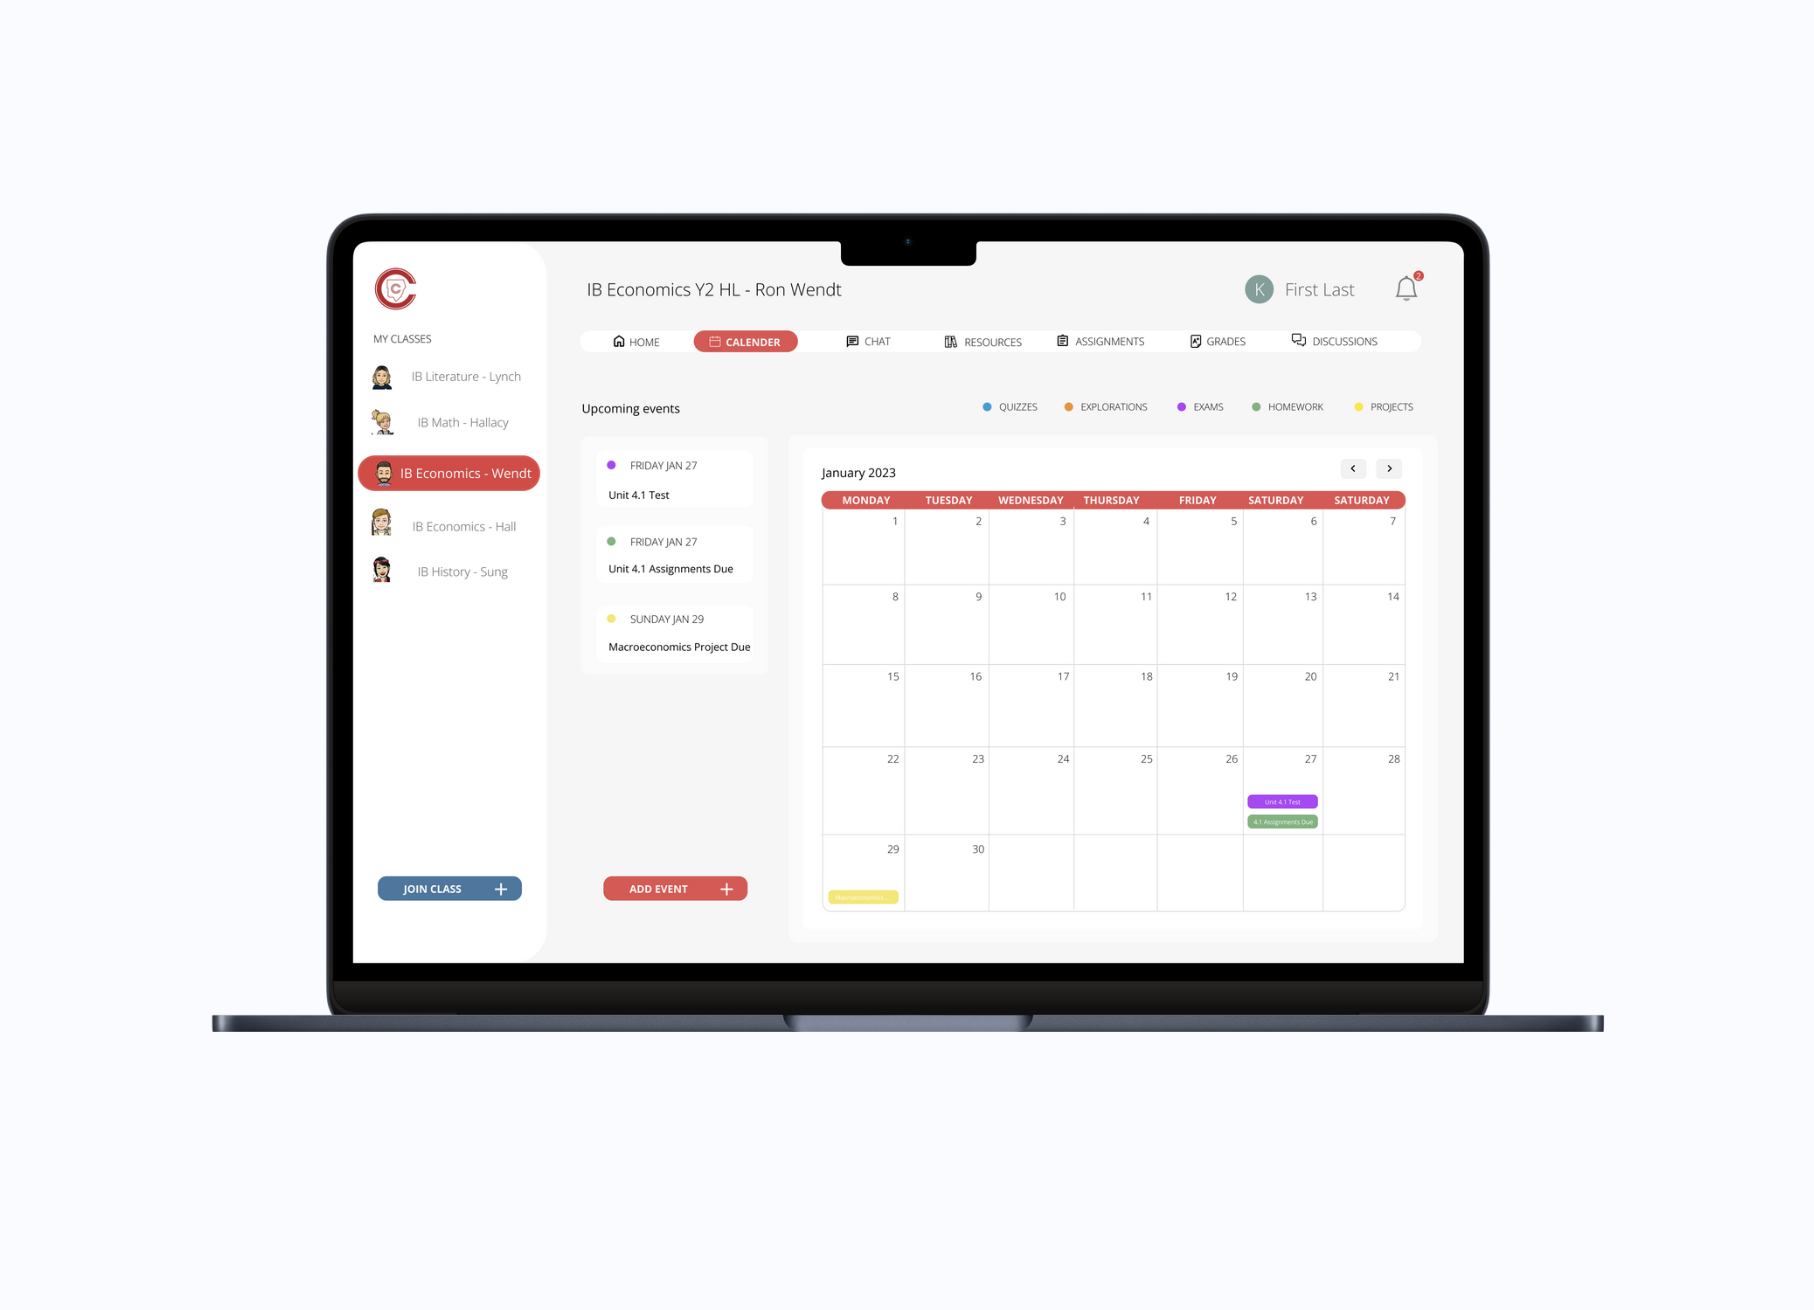 C
IB Economics Y2 HL - Ron Wendt
K
First Last
2
MY CLASSES
IB Literature - Lynch
IB Math - Hallacy
IB Economics - Wendt
IB Economics - Hall
IB History - Sung
JOIN CLASS
HOME
CALENDER
CHAT
RESOURCES
ASSIGNMENTS
GRADES
DISCUSSIONS
Upcoming events
QUIZZES
EXPLORATIONS
EXAMS
HOMEWORK
PROJECTS
FRIDAY JAN 27
Unit 4.1 Test
FRIDAY JAN 27
Unit 4.1 Assignments Due
SUNDAY JAN 29
Macroeconomics Project Due
ADD EVENT
January 2023
MONDAY TUESDAY WEDNESDAY THURSDAY FRIDAY SATURDAY SATURDAY
1 2 3 4 5 6 7
8 9 10 11 12 13 14
15 16 17 18 19 20 21
22 23 24 25 26 27 28
Unit 4.1 Test
4.1 Assignments Due
29 30
Macroeconomics...